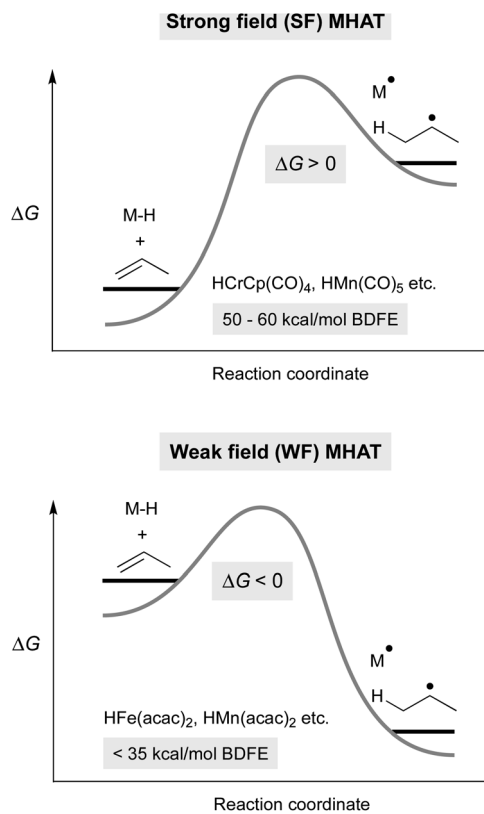 Strong field (SF) MHAT
M•
H
ΔG > 0
ΔG
M-H
+
HCrCp(CO)₄, HMn(CO)₅ etc.
50 - 60 kcal/mol BDFE
Reaction coordinate
Weak field (WF) MHAT
M-H
+
ΔG < 0
ΔG
M•
H
HFe(acac)₂, HMn(acac)₂ etc.
< 35 kcal/mol BDFE
Reaction coordinate